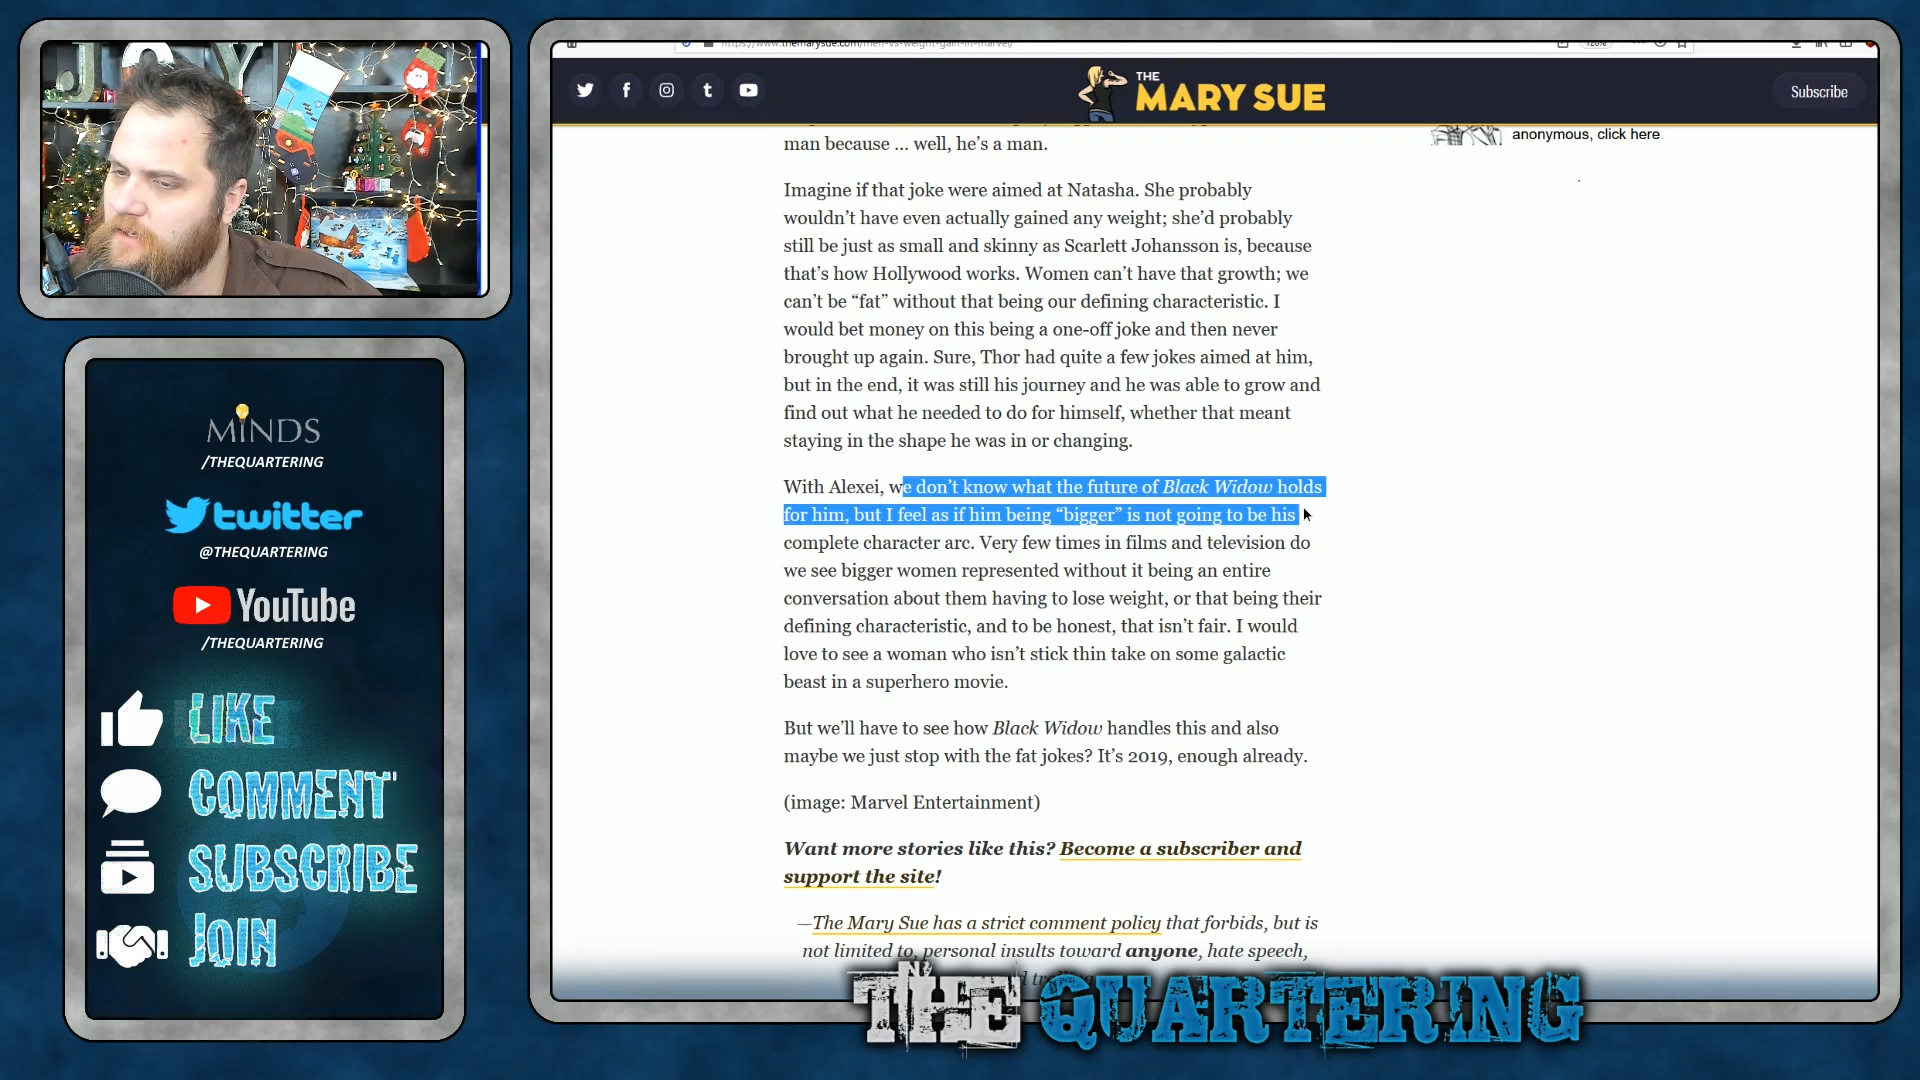 JOY
https://www.themarysue.com/men-vs-weight-gain-in-marvel/
120%
THE
MARY SUE
Subscribe
anonymous, click here
man because … well, he’s a man.
Imagine if that joke were aimed at Natasha. She probably
wouldn’t have even actually gained any weight; she’d probably
still be just as small and skinny as Scarlett Johansson is, because
that’s how Hollywood works. Women can’t have that growth; we
can’t be “fat” without that being our defining characteristic. I
would bet money on this being a one-off joke and then never
brought up again. Sure, Thor had quite a few jokes aimed at him,
but in the end, it was still his journey and he was able to grow and
find out what he needed to do for himself, whether that meant
staying in the shape he was in or changing.
With Alexei, we don’t know what the future of Black Widow holds
for him, but I feel as if him being “bigger” is not going to be his
complete character arc. Very few times in films and television do
we see bigger women represented without it being an entire
conversation about them having to lose weight, or that being their
defining characteristic, and to be honest, that isn’t fair. I would
love to see a woman who isn’t stick thin take on some galactic
beast in a superhero movie.
But we’ll have to see how Black Widow handles this and also
maybe we just stop with the fat jokes? It’s 2019, enough already.
(image: Marvel Entertainment)
Want more stories like this? Become a subscriber and
support the site!
—The Mary Sue has a strict comment policy that forbids, but is
not limited to, personal insults toward anyone, hate speech,
MINDS
/THEQUARTERING
twitter
@THEQUARTERING
YouTube
/THEQUARTERING
LIKE
COMMENT
SUBSCRIBE
JOIN
THE QUARTERING